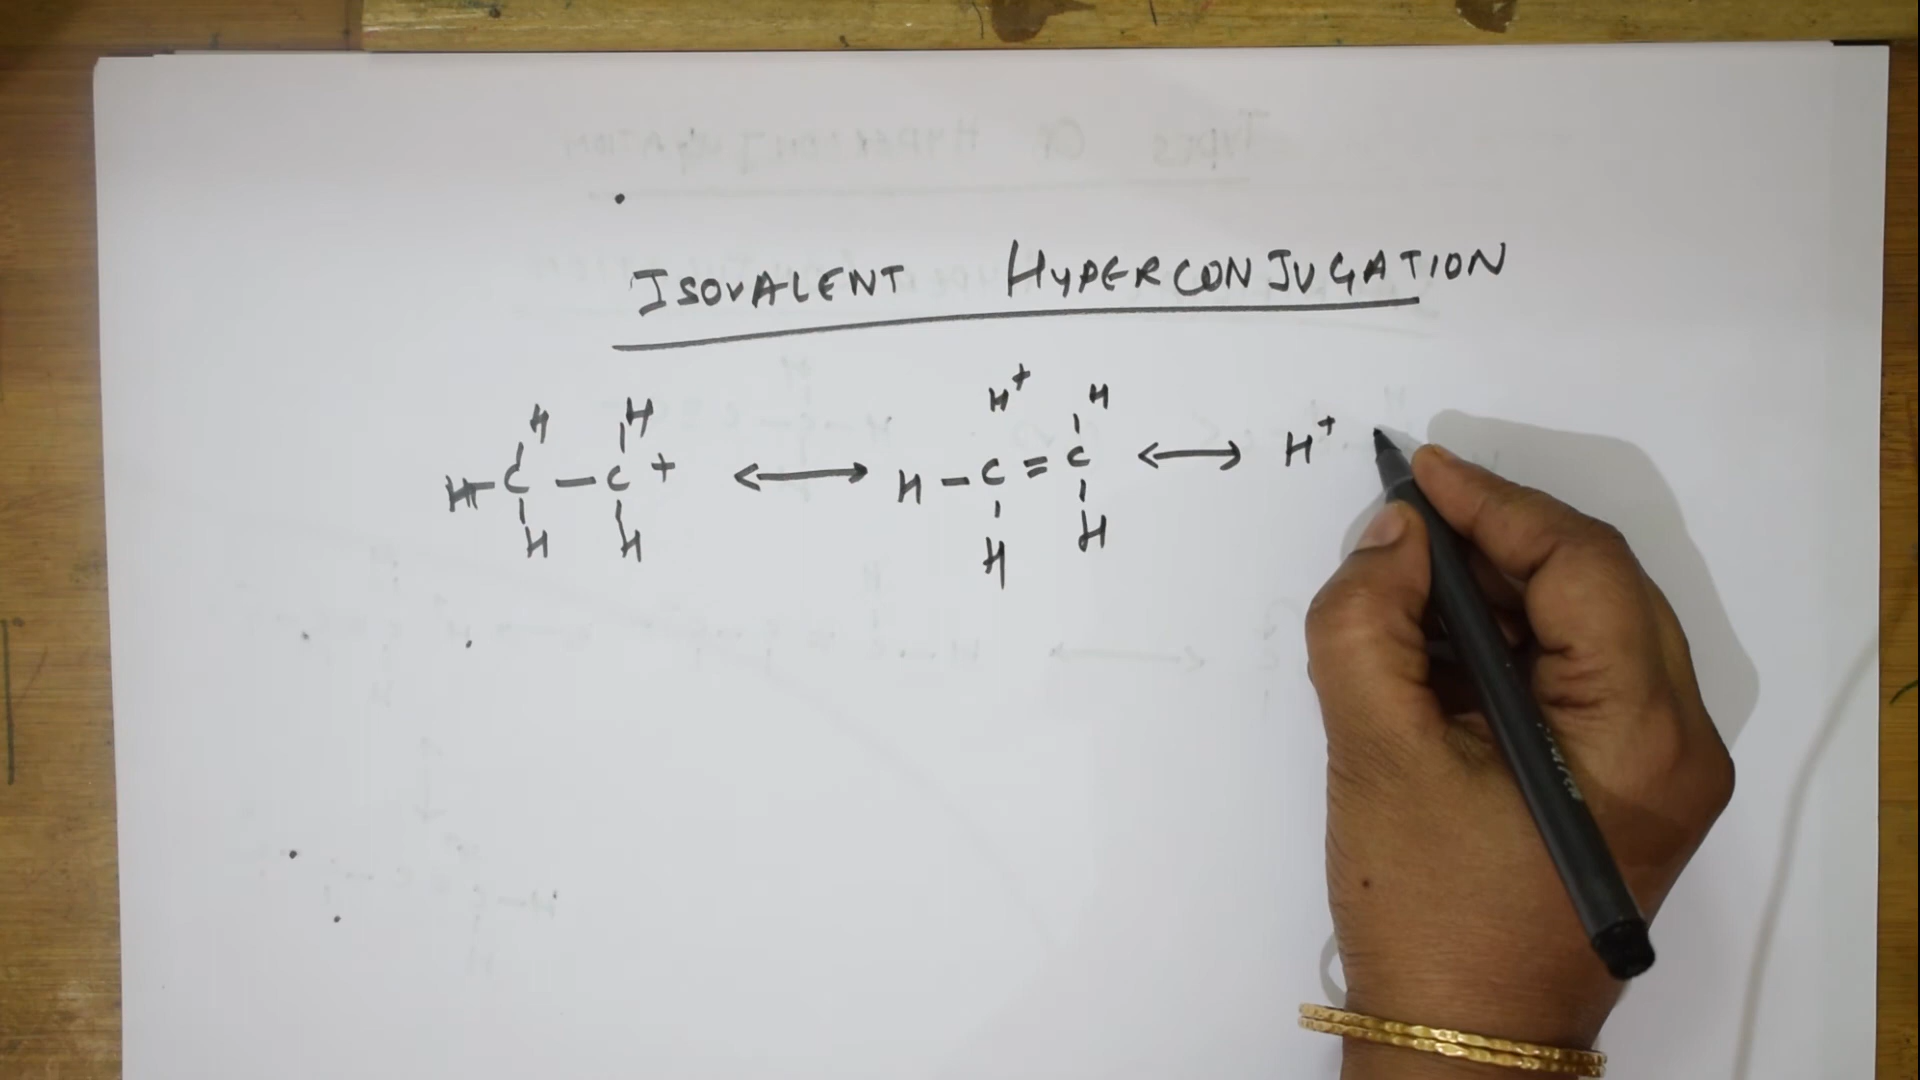 ISOVALENT HYPERCONJUGATION
H H H+ H
H-C-C+ ⟷ H-C=C ⟷ H+
H H H H